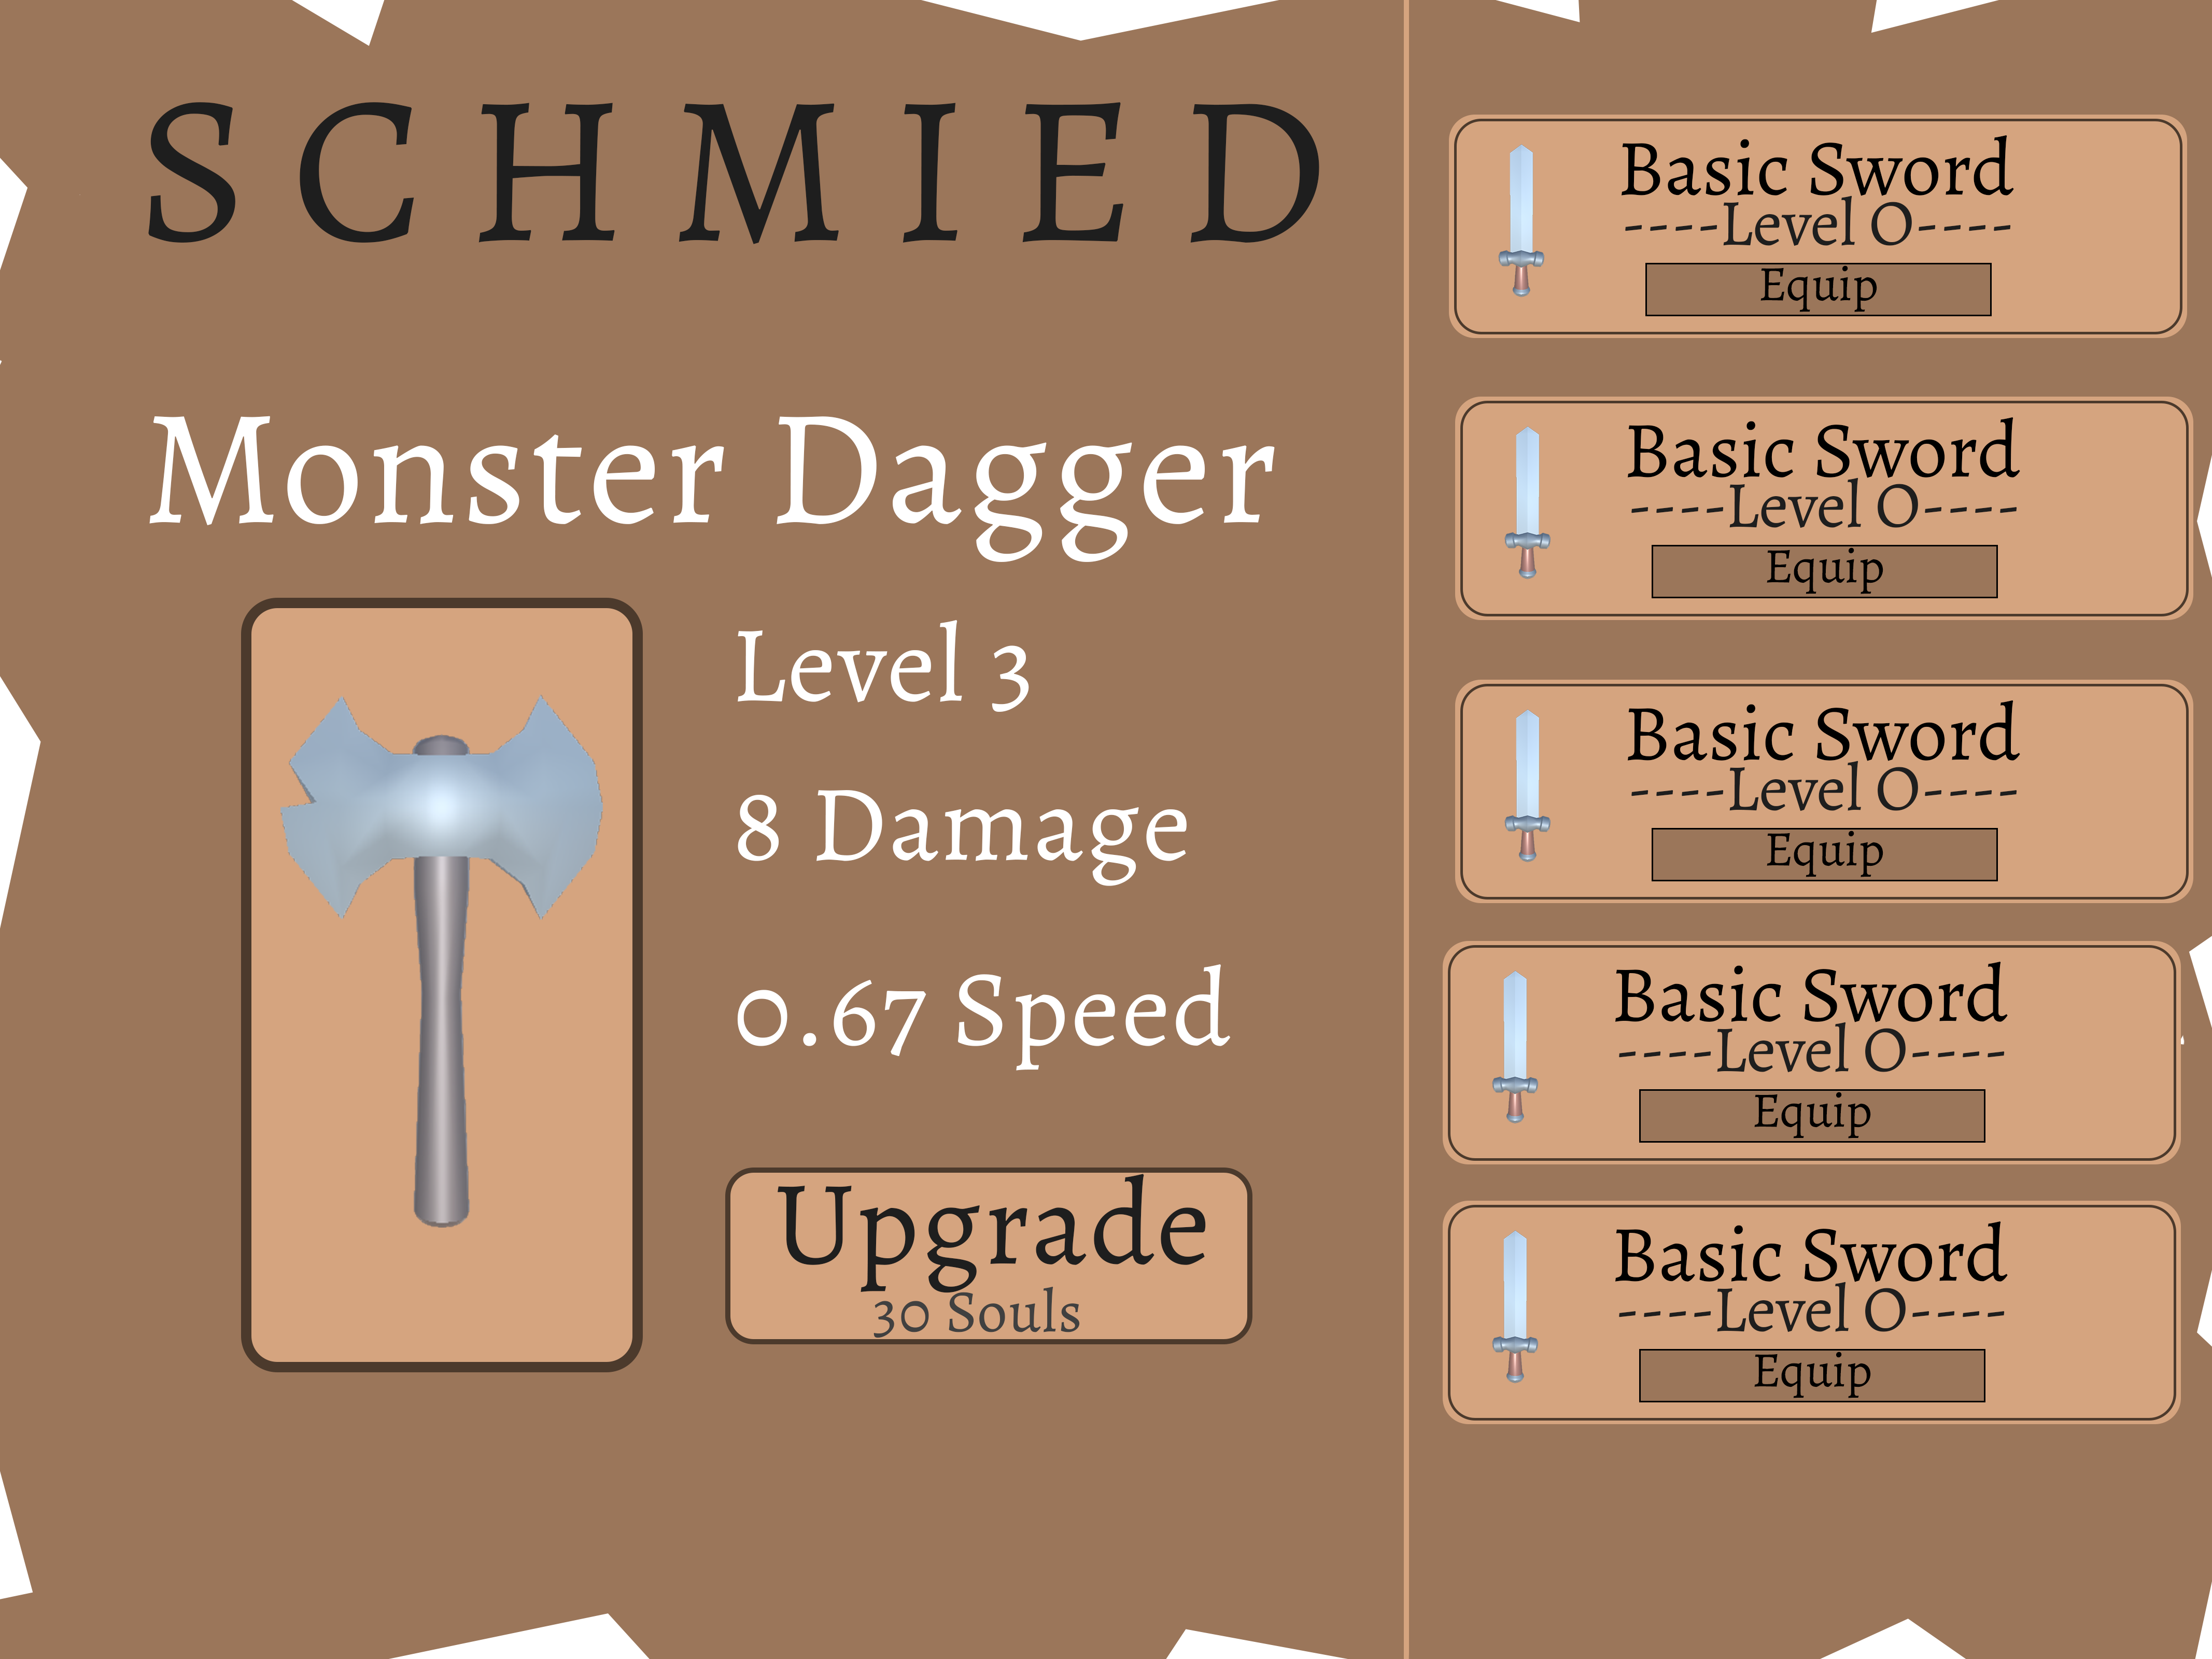 SCHMIED
Monster Dagger
Level 3
8 Damage
0.67 Speed
Upgrade
30 Souls
Basic Sword
-----Level 0-----
Equip
Basic Sword
----Level 0----
Equip
Basic Sword
----Level 0----
Equip
Basic Sword
-----Level 0----
Equip
Basic Sword
-----Level 0----
Equip